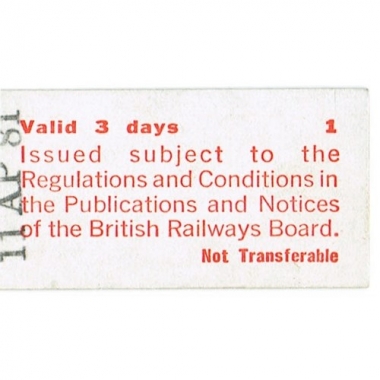 11 AP 81
Valid 3 days 1
Issued subject to the
Regulations and Conditions in
the Publications and Notices
of the British Railways Board.
Not Transferable